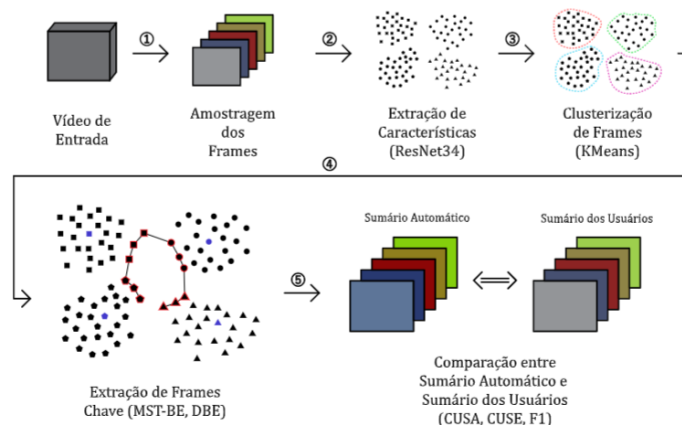 ①
②
③
Vídeo de
Entrada
Amostragem
dos
Frames
Extração de
Características
(ResNet34)
Clusterização
de Frames
(KMeans)
④
Sumário Automático
Sumário dos Usuários
⑤
Extração de Frames
Chave (MST-BE, DBE)
Comparação entre
Sumário Automático e
Sumário dos Usuários
(CUSA, CUSE, F1)